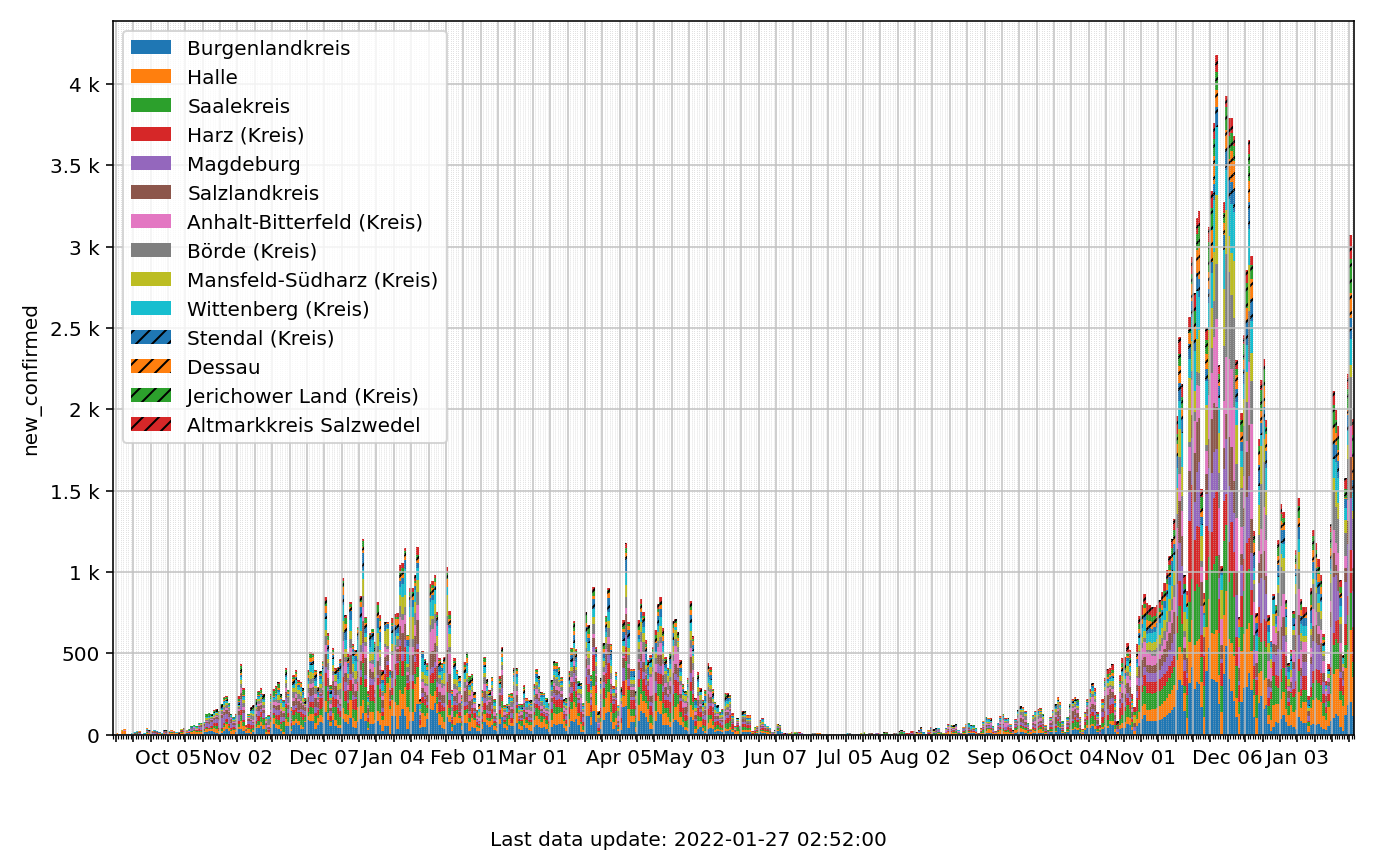 Burgenlandkreis
Halle
Saalekreis
Harz (Kreis)
Magdeburg
Salzlandkreis
Anhalt-Bitterfeld (Kreis)
Börde (Kreis)
Mansfeld-Südharz (Kreis)
Wittenberg (Kreis)
Stendal (Kreis)
Dessau
Jerichower Land (Kreis)
Altmarkkreis Salzwedel
new_confirmed
4 k
3.5 k
3 k
2.5 k
2 k
1.5 k
1 k
500
0
Oct 05 Nov 02 Dec 07 Jan 04 Feb 01 Mar 01 Apr 05 May 03 Jun 07 Jul 05 Aug 02 Sep 06 Oct 04 Nov 01 Dec 06 Jan 03
Last data update: 2022-01-27 02:52:00